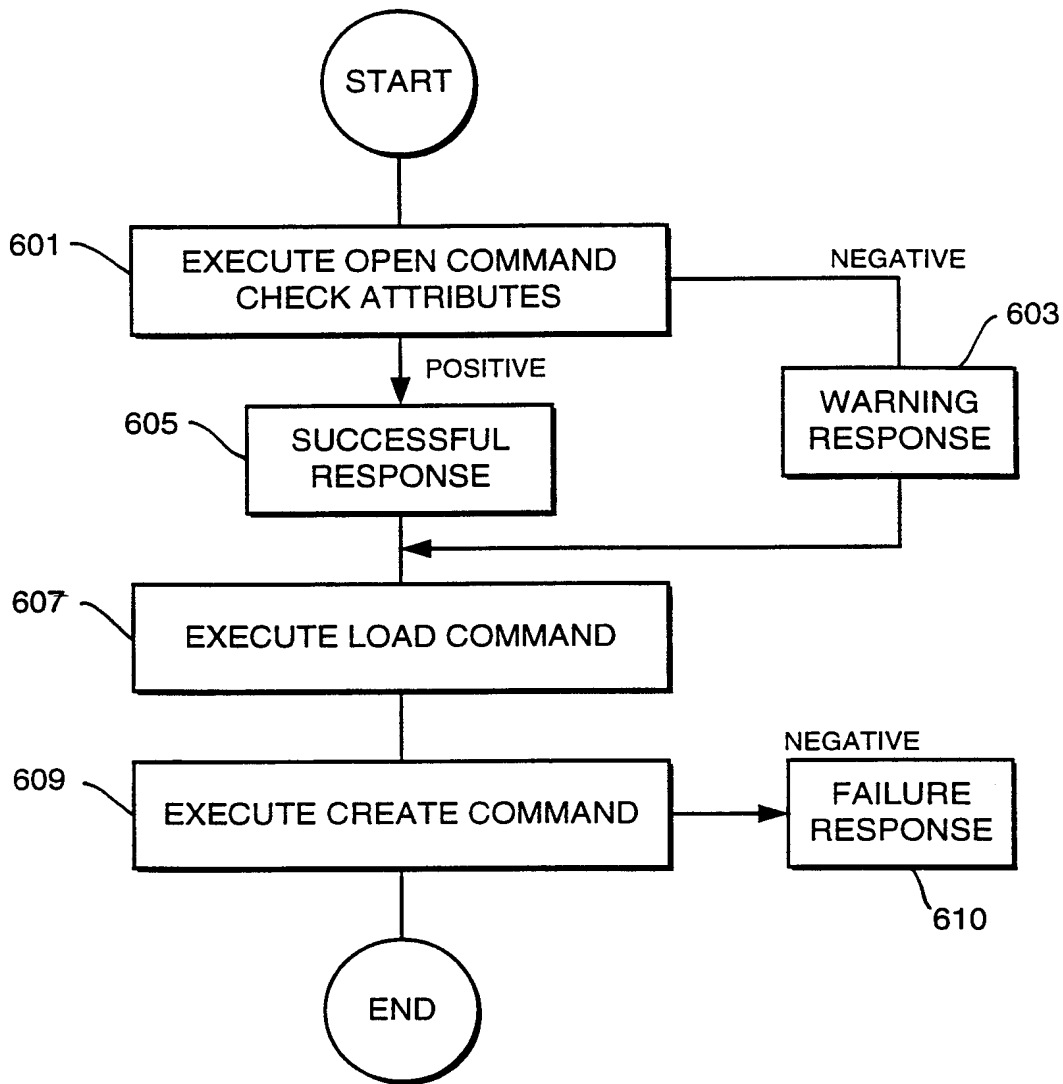 START
601
EXECUTE OPEN COMMAND
CHECK ATTRIBUTES
NEGATIVE
603
POSITIVE
WARNING
RESPONSE
605
SUCCESSFUL
RESPONSE
607
EXECUTE LOAD COMMAND
609
EXECUTE CREATE COMMAND
NEGATIVE
FAILURE
RESPONSE
610
END